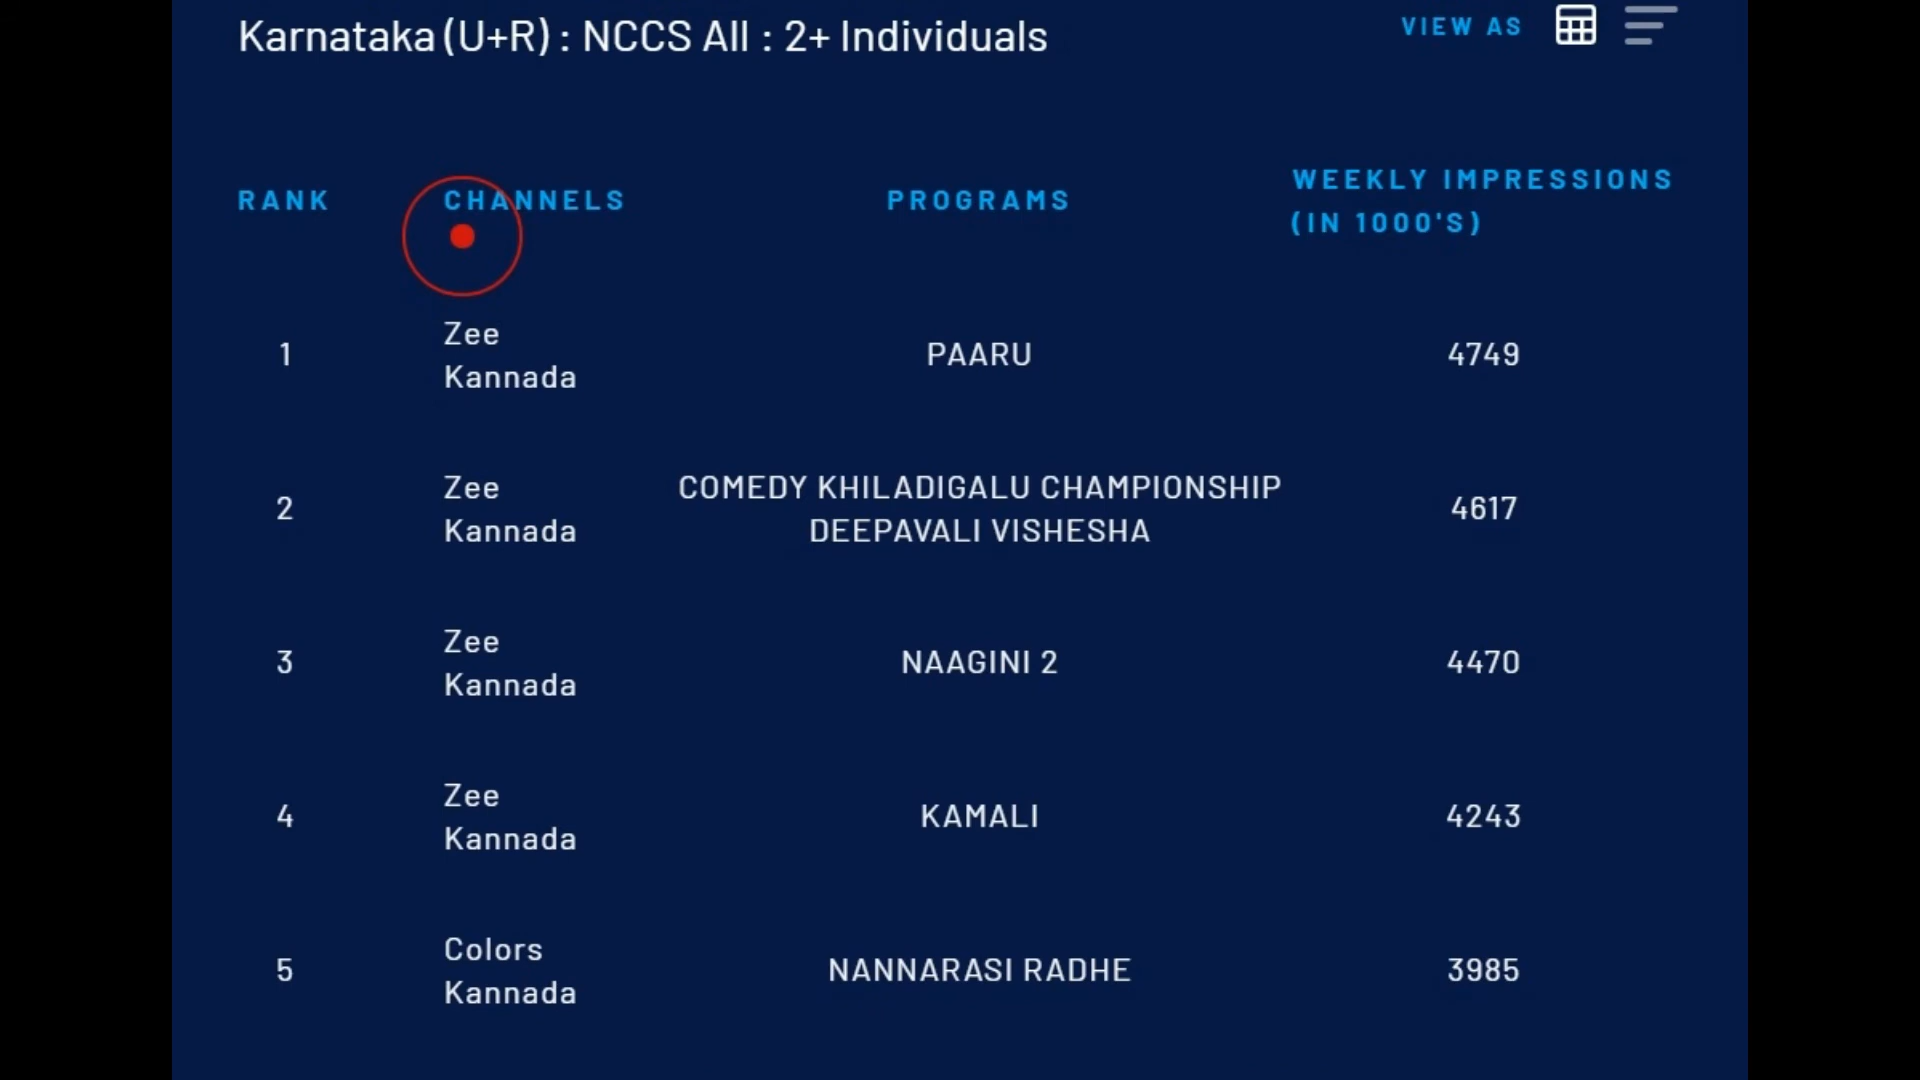 Karnataka (U+R) : NCCS All : 2+ Individuals
VIEW AS
RANK
CHANNELS
PROGRAMS
WEEKLY IMPRESSIONS
(IN 1000'S)
1
Zee
Kannada
PAARU
4749
2
Zee
Kannada
COMEDY KHILADIGALU CHAMPIONSHIP
DEEPAVALI VISHESHA
4617
3
Zee
Kannada
NAAGINI 2
4470
4
Zee
Kannada
KAMALI
4243
5
Colors
Kannada
NANNARASI RADHE
3985